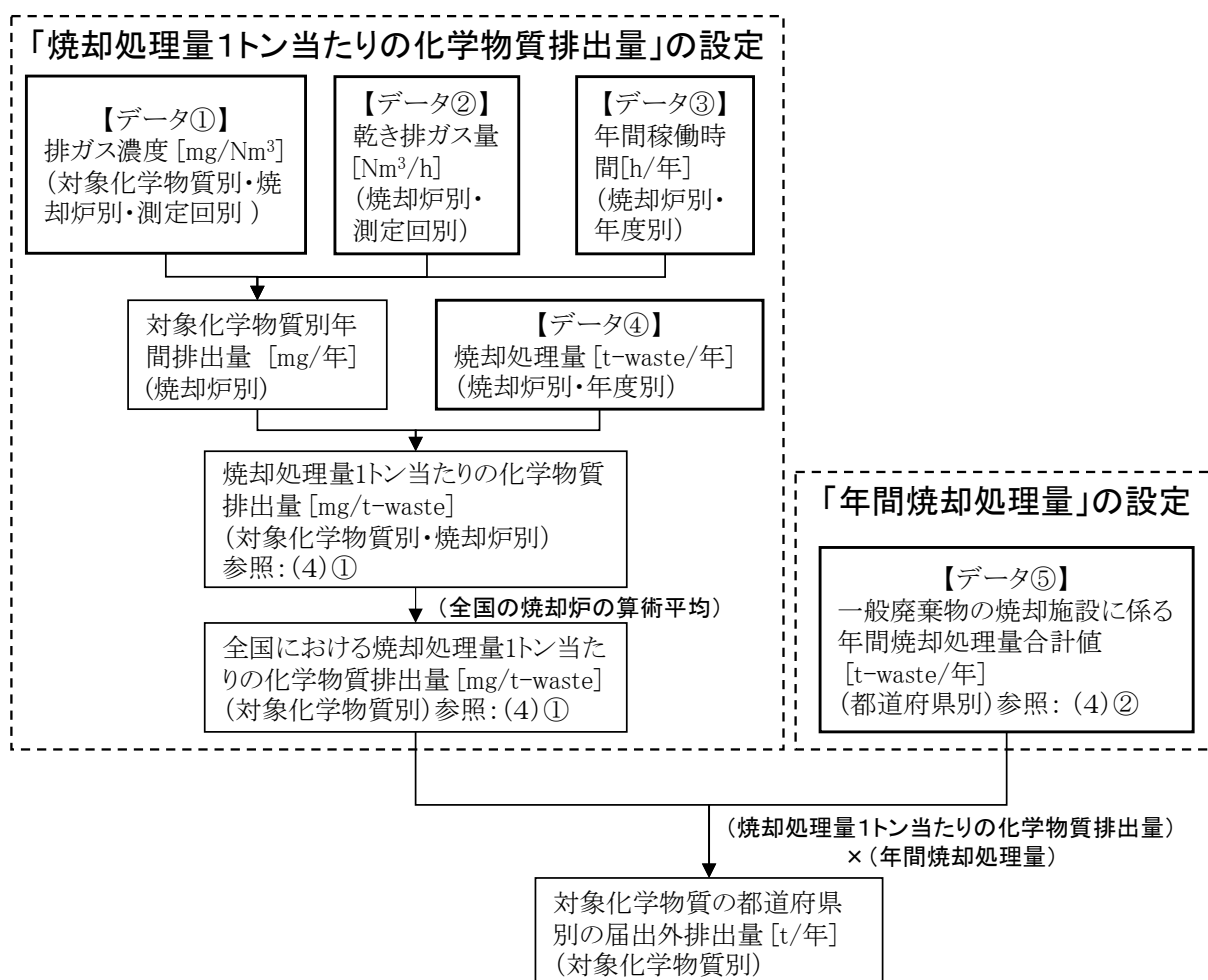 「焼却処理量１トン当たりの化学物質排出量」の設定
【データ①】
排ガス濃度［mg/Nm³］
（対象化学物質別・焼
却炉別・測定回別 ）
【データ②】
乾き排ガス量
［Nm³/h］
（焼却炉別・
測定回別）
【データ③】
年間稼働時
間[h/年］
（焼却炉別・
年度別）
対象化学物質別年
間排出量 ［mg/年］
（焼却炉別）
【データ④】
焼却処理量［t-waste/年］
（焼却炉別・年度別）
焼却処理量1トン当たりの化学物質
排出量［mg/t-waste］
（対象化学物質別・焼却炉別）
参照：（４）①
（全国の焼却炉の算術平均）
全国における焼却処理量1トン当た
りの化学物質排出量［mg/t-waste］
（対象化学物質別）参照：（４）①
「年間焼却処理量」の設定
【データ⑤】
一般廃棄物の焼却施設に係る
年間焼却処理量合計値
［t-waste/年］
（都道府県別）参照： （４）②
（焼却処理量１トン当たりの化学物質排出量）
×（年間焼却処理量）
対象化学物質の都道府県
別の届出外排出量［t/年］
（対象化学物質別）